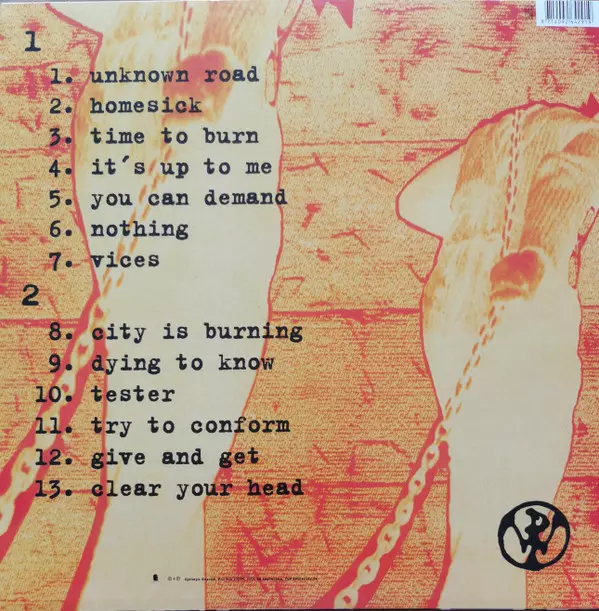 1
1. unknown road
2. homesick
3. time to burn
4. it's up to me
5. you can demand
6. nothing
7. vices
2
8. city is burning
9. dying to know
10. tester
11. try to conform
12. give and get
13. clear your head